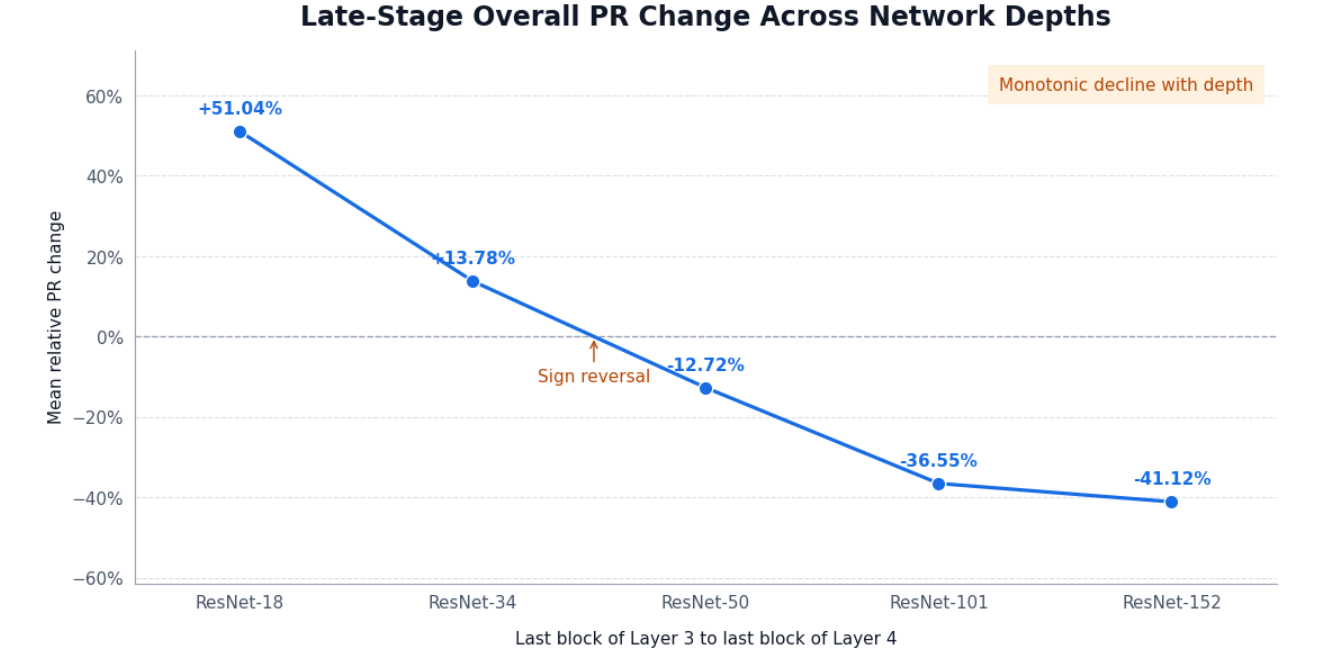 Late-Stage Overall PR Change Across Network Depths
Monotonic decline with depth
60%
40%
20%
0%
−20%
−40%
−60%
Mean relative PR change
+51.04%
+13.78%
-12.72%
-36.55%
-41.12%
Sign reversal
ResNet-18
ResNet-34
ResNet-50
ResNet-101
ResNet-152
Last block of Layer 3 to last block of Layer 4